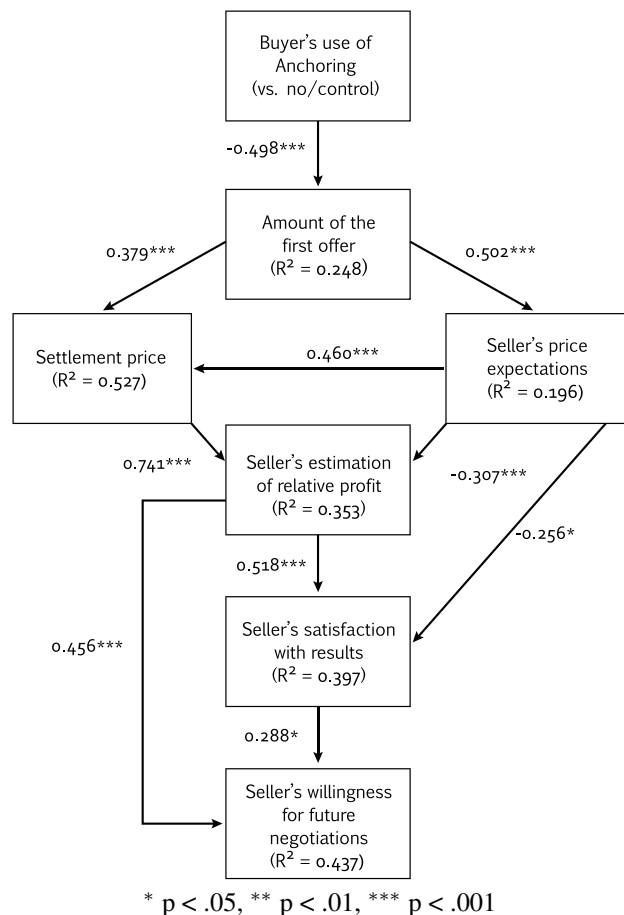 Buyer's use of
Anchoring
(vs. no/control)
-0.498***
Amount of the
first offer
(R² = 0.248)
0.379***
0.502***
Settlement price
(R² = 0.527)
0.460***
Seller's price
expectations
(R² = 0.196)
0.741***
Seller's estimation
of relative profit
(R² = 0.353)
-0.307***
-0.256*
0.518***
0.456***
Seller's satisfaction
with results
(R² = 0.397)
0.288*
Seller's willingness
for future
negotiations
(R² = 0.437)
* p < .05, ** p < .01, *** p < .001